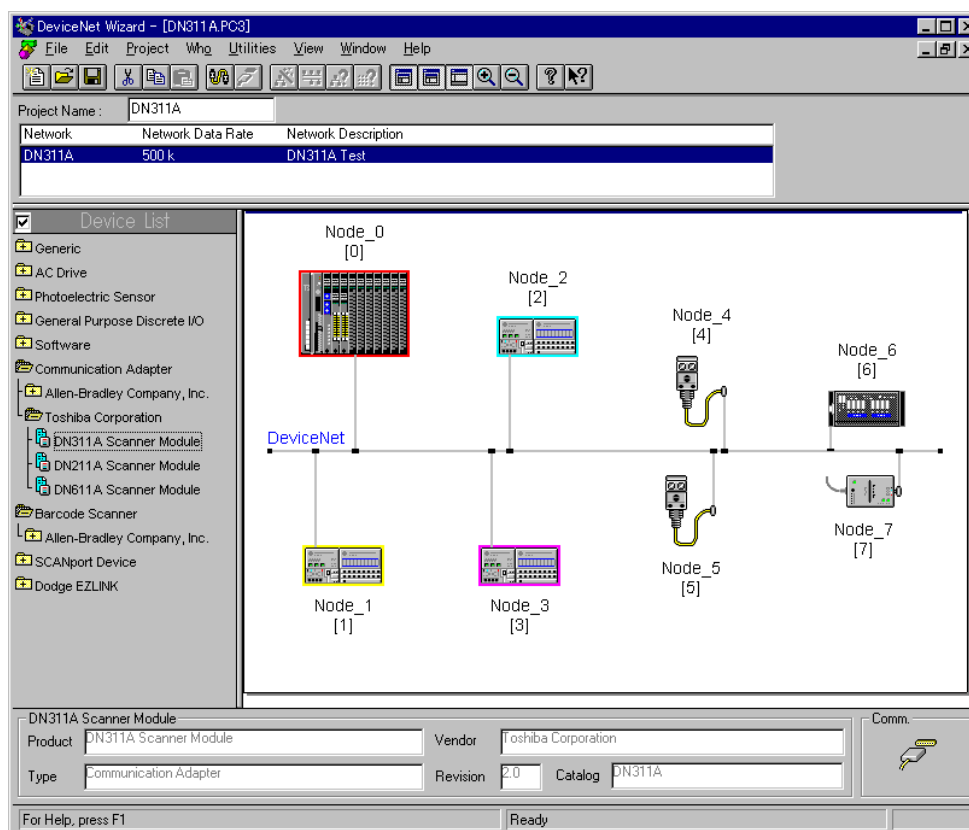 DeviceNet Wizard - [DN311A.PC3]
File Edit Project Who Utilities View Window Help
Project Name : DN311A
Network Network Data Rate Network Description
DN311A 500 k DN311A Test
Device List
Generic
AC Drive
Photoelectric Sensor
General Purpose Discrete I/O
Software
Communication Adapter
Allen-Bradley Company, Inc.
Toshiba Corporation
DN311A Scanner Module
DN211A Scanner Module
DN611A Scanner Module
Barcode Scanner
Allen-Bradley Company, Inc.
SCANport Device
Dodge EZLINK
Node_0
[0]
Node_2
[2]
Node_4
[4]
Node_6
[6]
DeviceNet
Node_1
[1]
Node_3
[3]
Node_5
[5]
Node_7
[7]
DN311A Scanner Module
Product DN311A Scanner Module Vendor Toshiba Corporation
Type Communication Adapter Revision 2.0 Catalog DN311A
Comm.
For Help, press F1 Ready